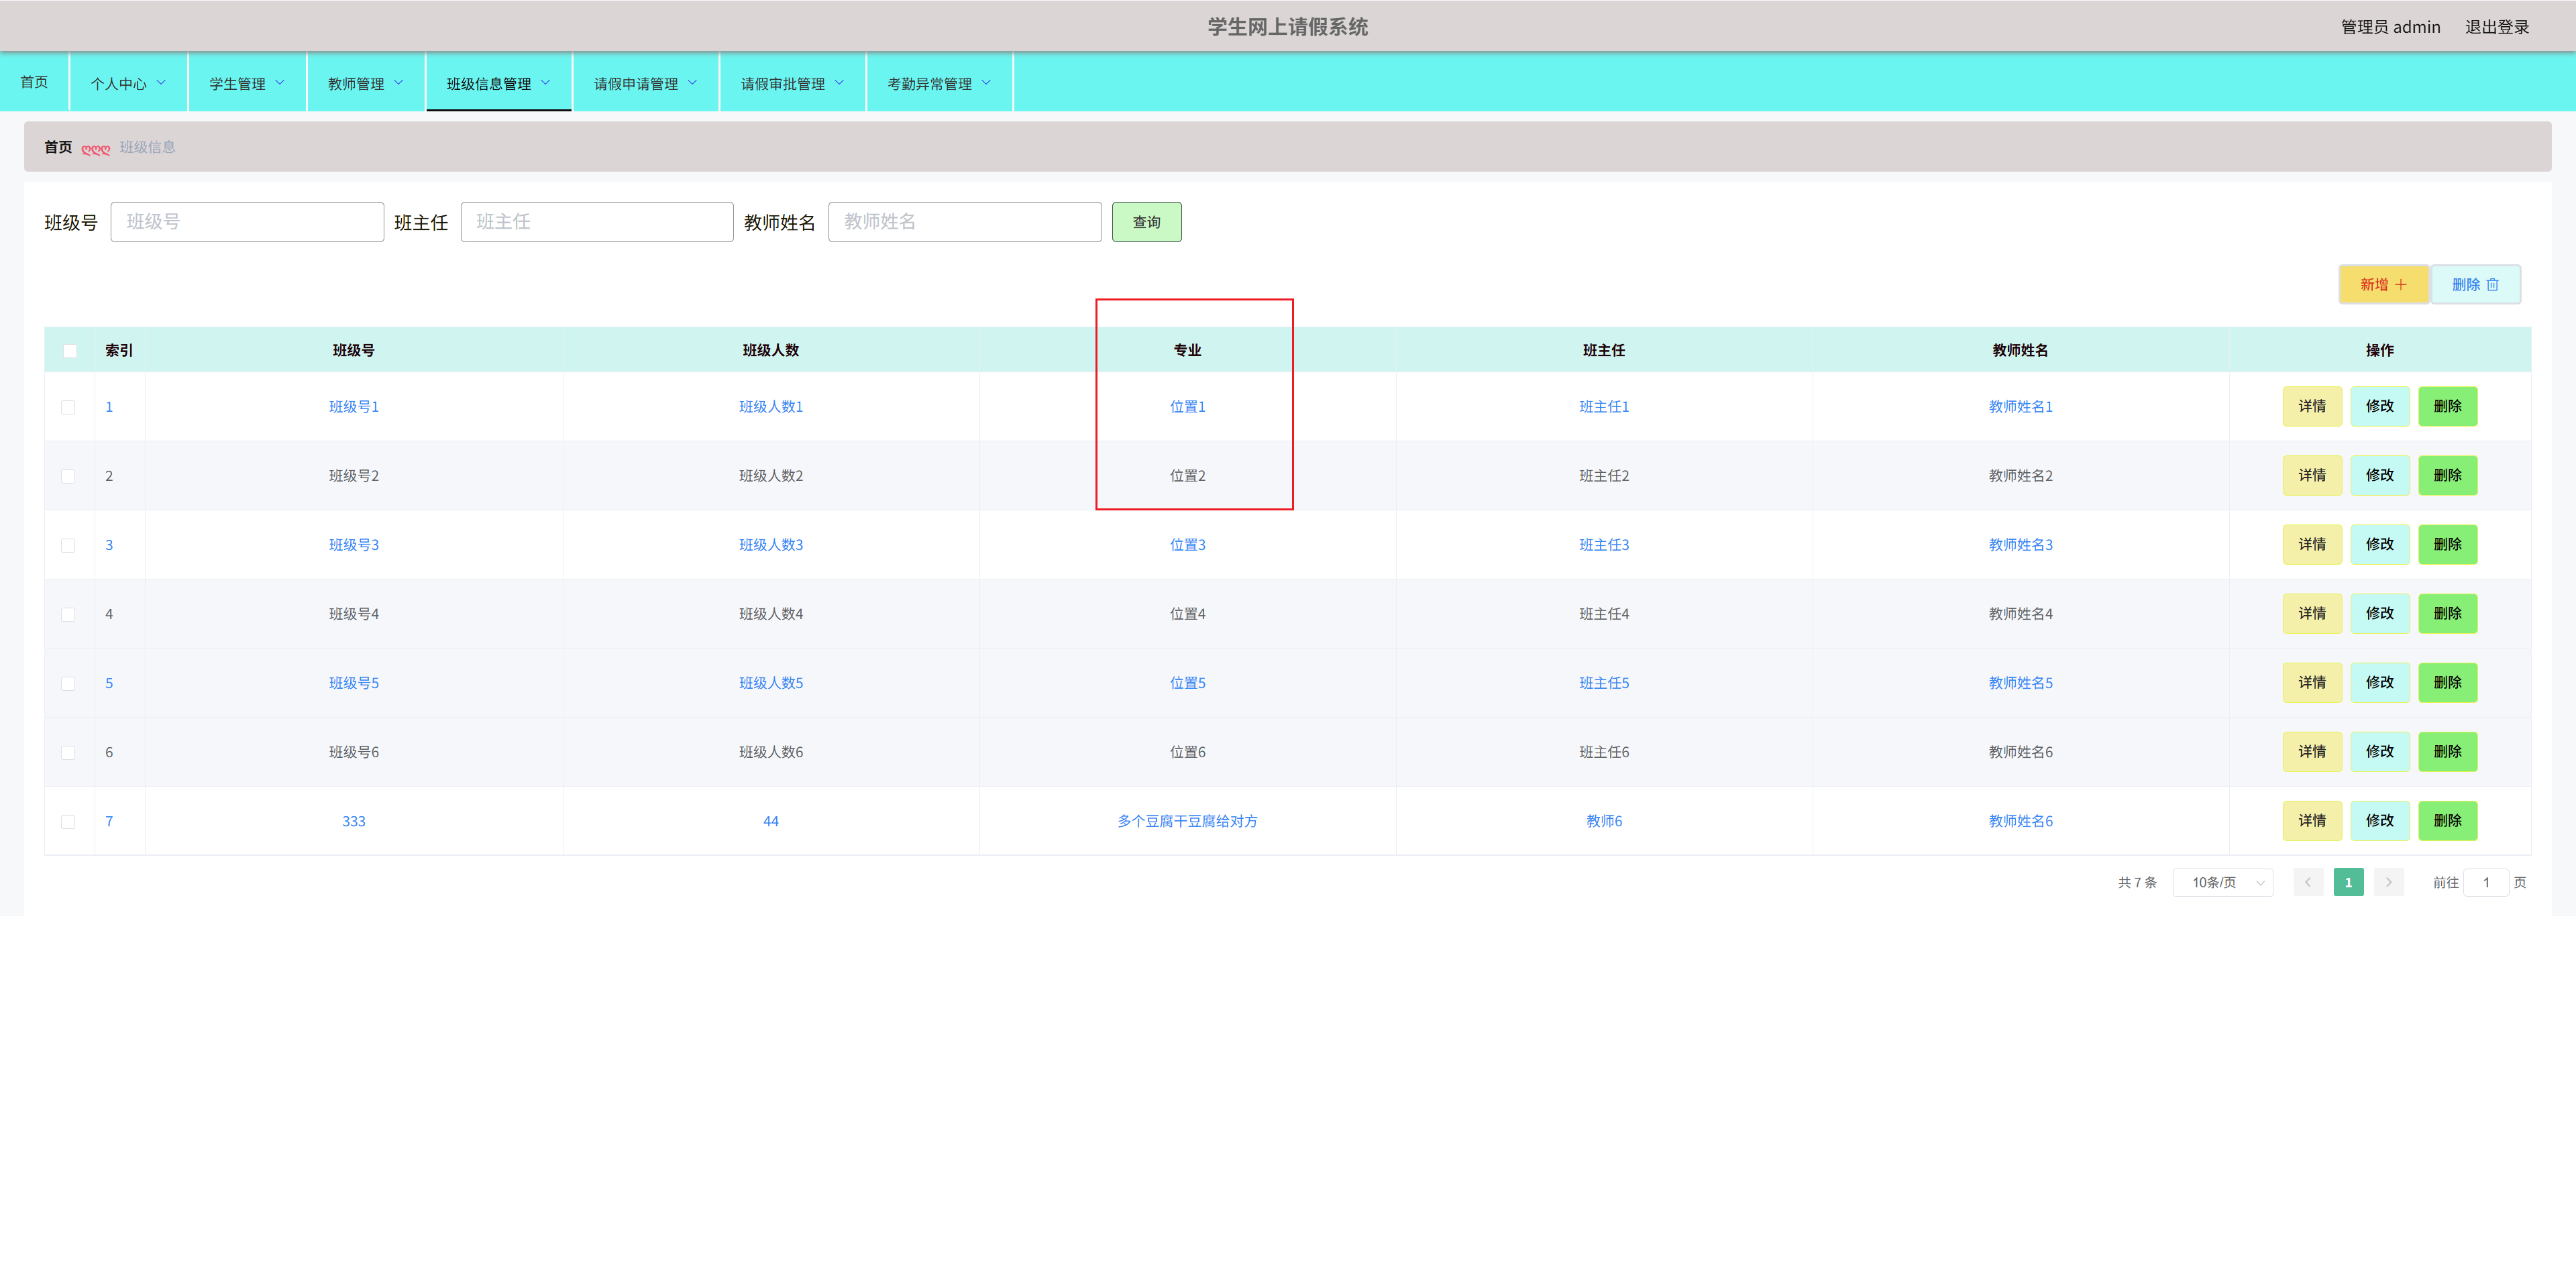 学生网上请假系统
管理员 admin 退出登录
首页 个人中心 学生管理 教师管理 班级信息管理 请假申请管理 请假审批管理 考勤异常管理
首页 ღღღ 班级信息
班级号 班级号 班主任 班主任 教师姓名 教师姓名 查询
新增 删除
索引 班级号 班级人数 专业 班主任 教师姓名 操作
1 班级号1 班级人数1 位置1 班主任1 教师姓名1 详情 修改 删除
2 班级号2 班级人数2 位置2 班主任2 教师姓名2 详情 修改 删除
3 班级号3 班级人数3 位置3 班主任3 教师姓名3 详情 修改 删除
4 班级号4 班级人数4 位置4 班主任4 教师姓名4 详情 修改 删除
5 班级号5 班级人数5 位置5 班主任5 教师姓名5 详情 修改 删除
6 班级号6 班级人数6 位置6 班主任6 教师姓名6 详情 修改 删除
7 333 44 多个豆腐干豆腐给对方 教师6 教师姓名6 详情 修改 删除
共 7 条 10条/页 1 前往 1 页